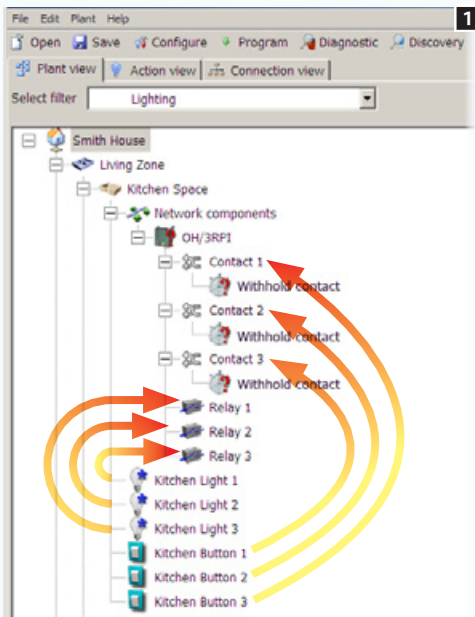 File Edit Plant Help
1
Open Save Configure Program Diagnostic Discovery
Plant view Action view Connection view
Select filter Lighting
Smith House
Living Zone
Kitchen Space
Network components
OH/3RPI
Contact 1
Withhold contact
Contact 2
Withhold contact
Contact 3
Withhold contact
Relay 1
Relay 2
Relay 3
Kitchen Light 1
Kitchen Light 2
Kitchen Light 3
Kitchen Button 1
Kitchen Button 2
Kitchen Button 3